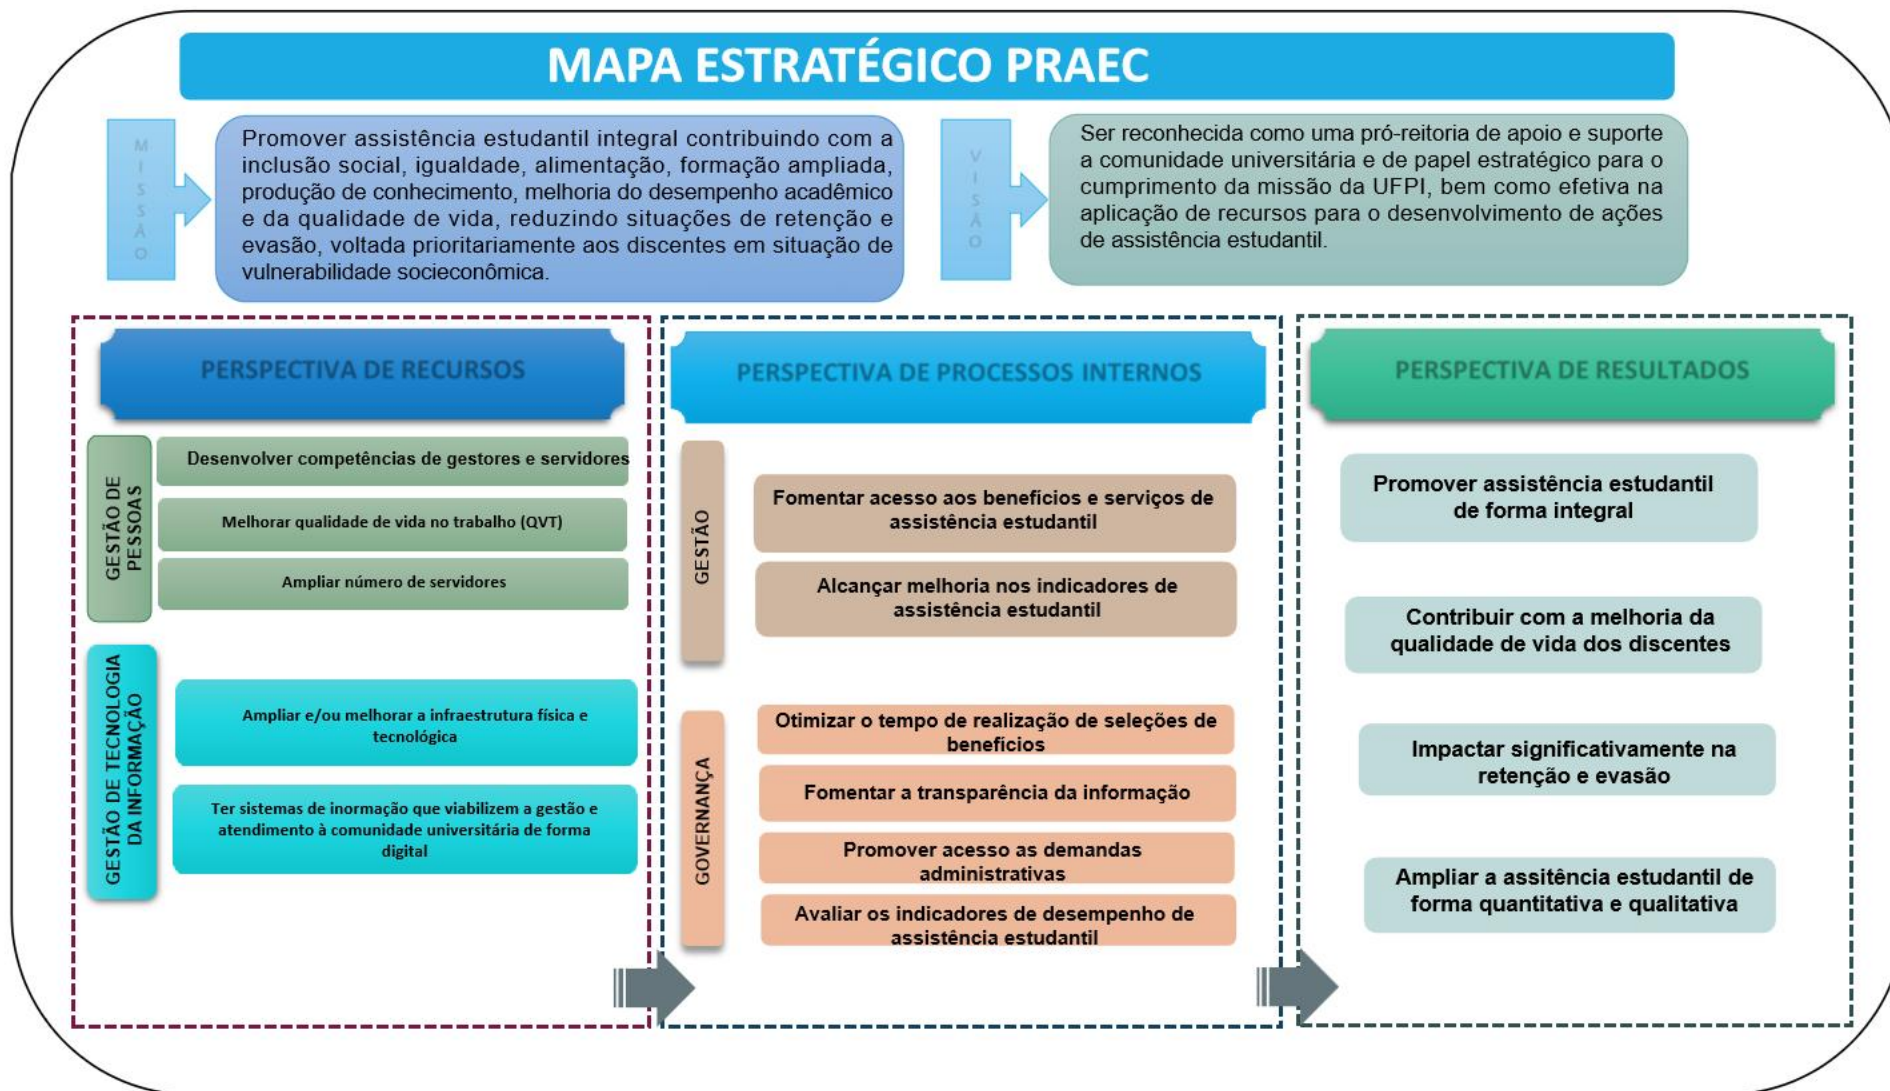 MAPA ESTRATÉGICO PRAEC
MISSÃO
Promover assistência estudantil integral contribuindo com a
inclusão social, igualdade, alimentação, formação ampliada,
produção de conhecimento, melhoria do desempenho acadêmico
e da qualidade de vida, reduzindo situações de retenção e
evasão, voltada prioritariamente aos discentes em situação de
vulnerabilidade socieconômica.
VISÃO
Ser reconhecida como uma pró-reitoria de apoio e suporte
a comunidade universitária e de papel estratégico para o
cumprimento da missão da UFPI, bem como efetiva na
aplicação de recursos para o desenvolvimento de ações
de assistência estudantil.
PERSPECTIVA DE RECURSOS
GESTÃO DE
PESSOAS
Desenvolver competências de gestores e servidores
Melhorar qualidade de vida no trabalho (QVT)
Ampliar número de servidores
GESTÃO DE TECNOLOGIA
DA INFORMAÇÃO
Ampliar e/ou melhorar a infraestrutura física e
tecnológica
Ter sistemas de inormação que viabilizem a gestão e
atendimento à comunidade universitária de forma
digital
PERSPECTIVA DE PROCESSOS INTERNOS
GESTÃO
Fomentar acesso aos benefícios e serviços de
assistência estudantil
Alcançar melhoria nos indicadores de
assistência estudantil
GOVERNANÇA
Otimizar o tempo de realização de seleções de
benefícios
Fomentar a transparência da informação
Promover acesso as demandas
administrativas
Avaliar os indicadores de desempenho de
assistência estudantil
PERSPECTIVA DE RESULTADOS
Promover assistência estudantil
de forma integral
Contribuir com a melhoria da
qualidade de vida dos discentes
Impactar significativamente na
retenção e evasão
Ampliar a assitência estudantil de
forma quantitativa e qualitativa